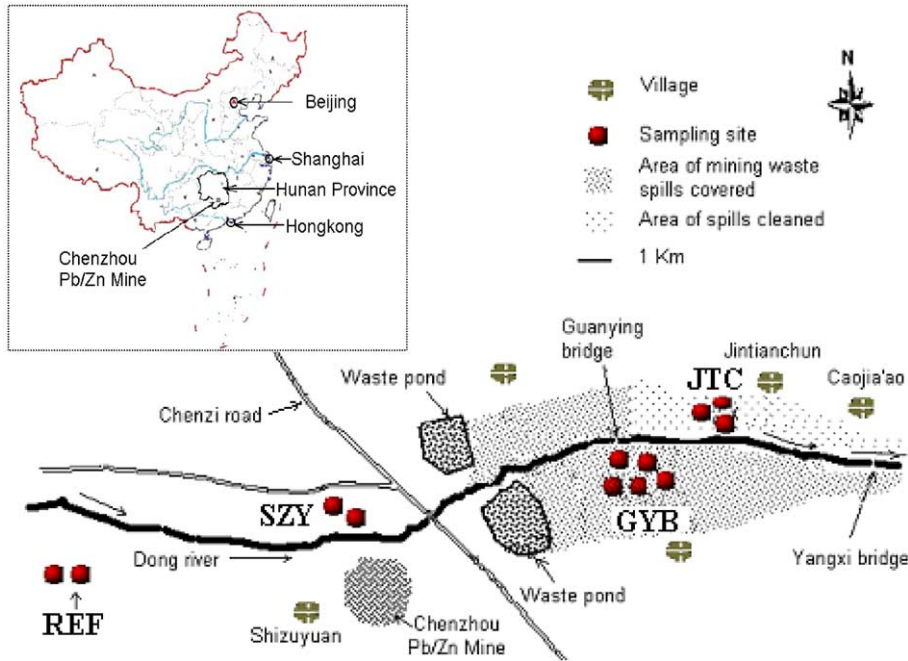 Beijing
Shanghai
Hunan Province
Hongkong
Chenzhou
Pb/Zn Mine
N
Village
Sampling site
Area of mining waste
spills covered
Area of spills cleaned
1 Km
Guanying
bridge
Jintianchun
JTC
Caojia'ao
Waste pond
Chenzi road
SZY
GYB
Dong river
Yangxi bridge
REF
Waste pond
Shizuyuan
Chenzhou
Pb/Zn Mine